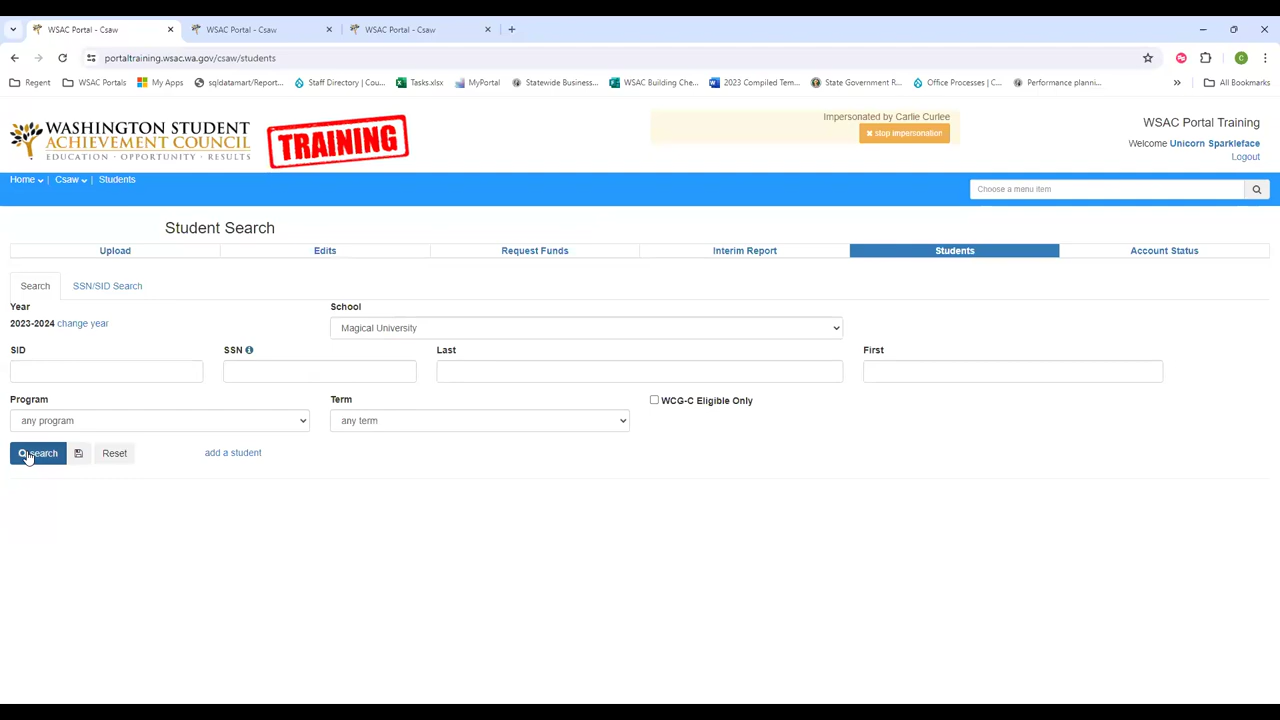 WSAC Portal - Csaw
WSAC Portal - Csaw
WSAC Portal - Csaw
portaltraining.wsac.wa.gov/csaw/students
C
Regent
WSAC Portals
My Apps
sqldatamart/Report...
Staff Directory | Cou...
Tasks.xlsx
MyPortal
Statewide Business...
WSAC Building Che...
2023 Compiled Tem...
State Government R...
Office Processes | C...
Performance planni...
All Bookmarks
WASHINGTON STUDENT
ACHIEVEMENT COUNCIL
EDUCATION · OPPORTUNITY · RESULTS
TRAINING
Impersonated by Carlie Curlee
stop impersonation
WSAC Portal Training
Welcome Unicorn Sparkleface
Logout
Home | Csaw | Students
Choose a menu item
Student Search
Upload
Edits
Request Funds
Interim Report
Students
Account Status
Search
SSN/SID Search
Year
School
2023-2024 change year
Magical University
SID
SSN
Last
First
Program
Term
WCG-C Eligible Only
any program
any term
search
Reset
add a student